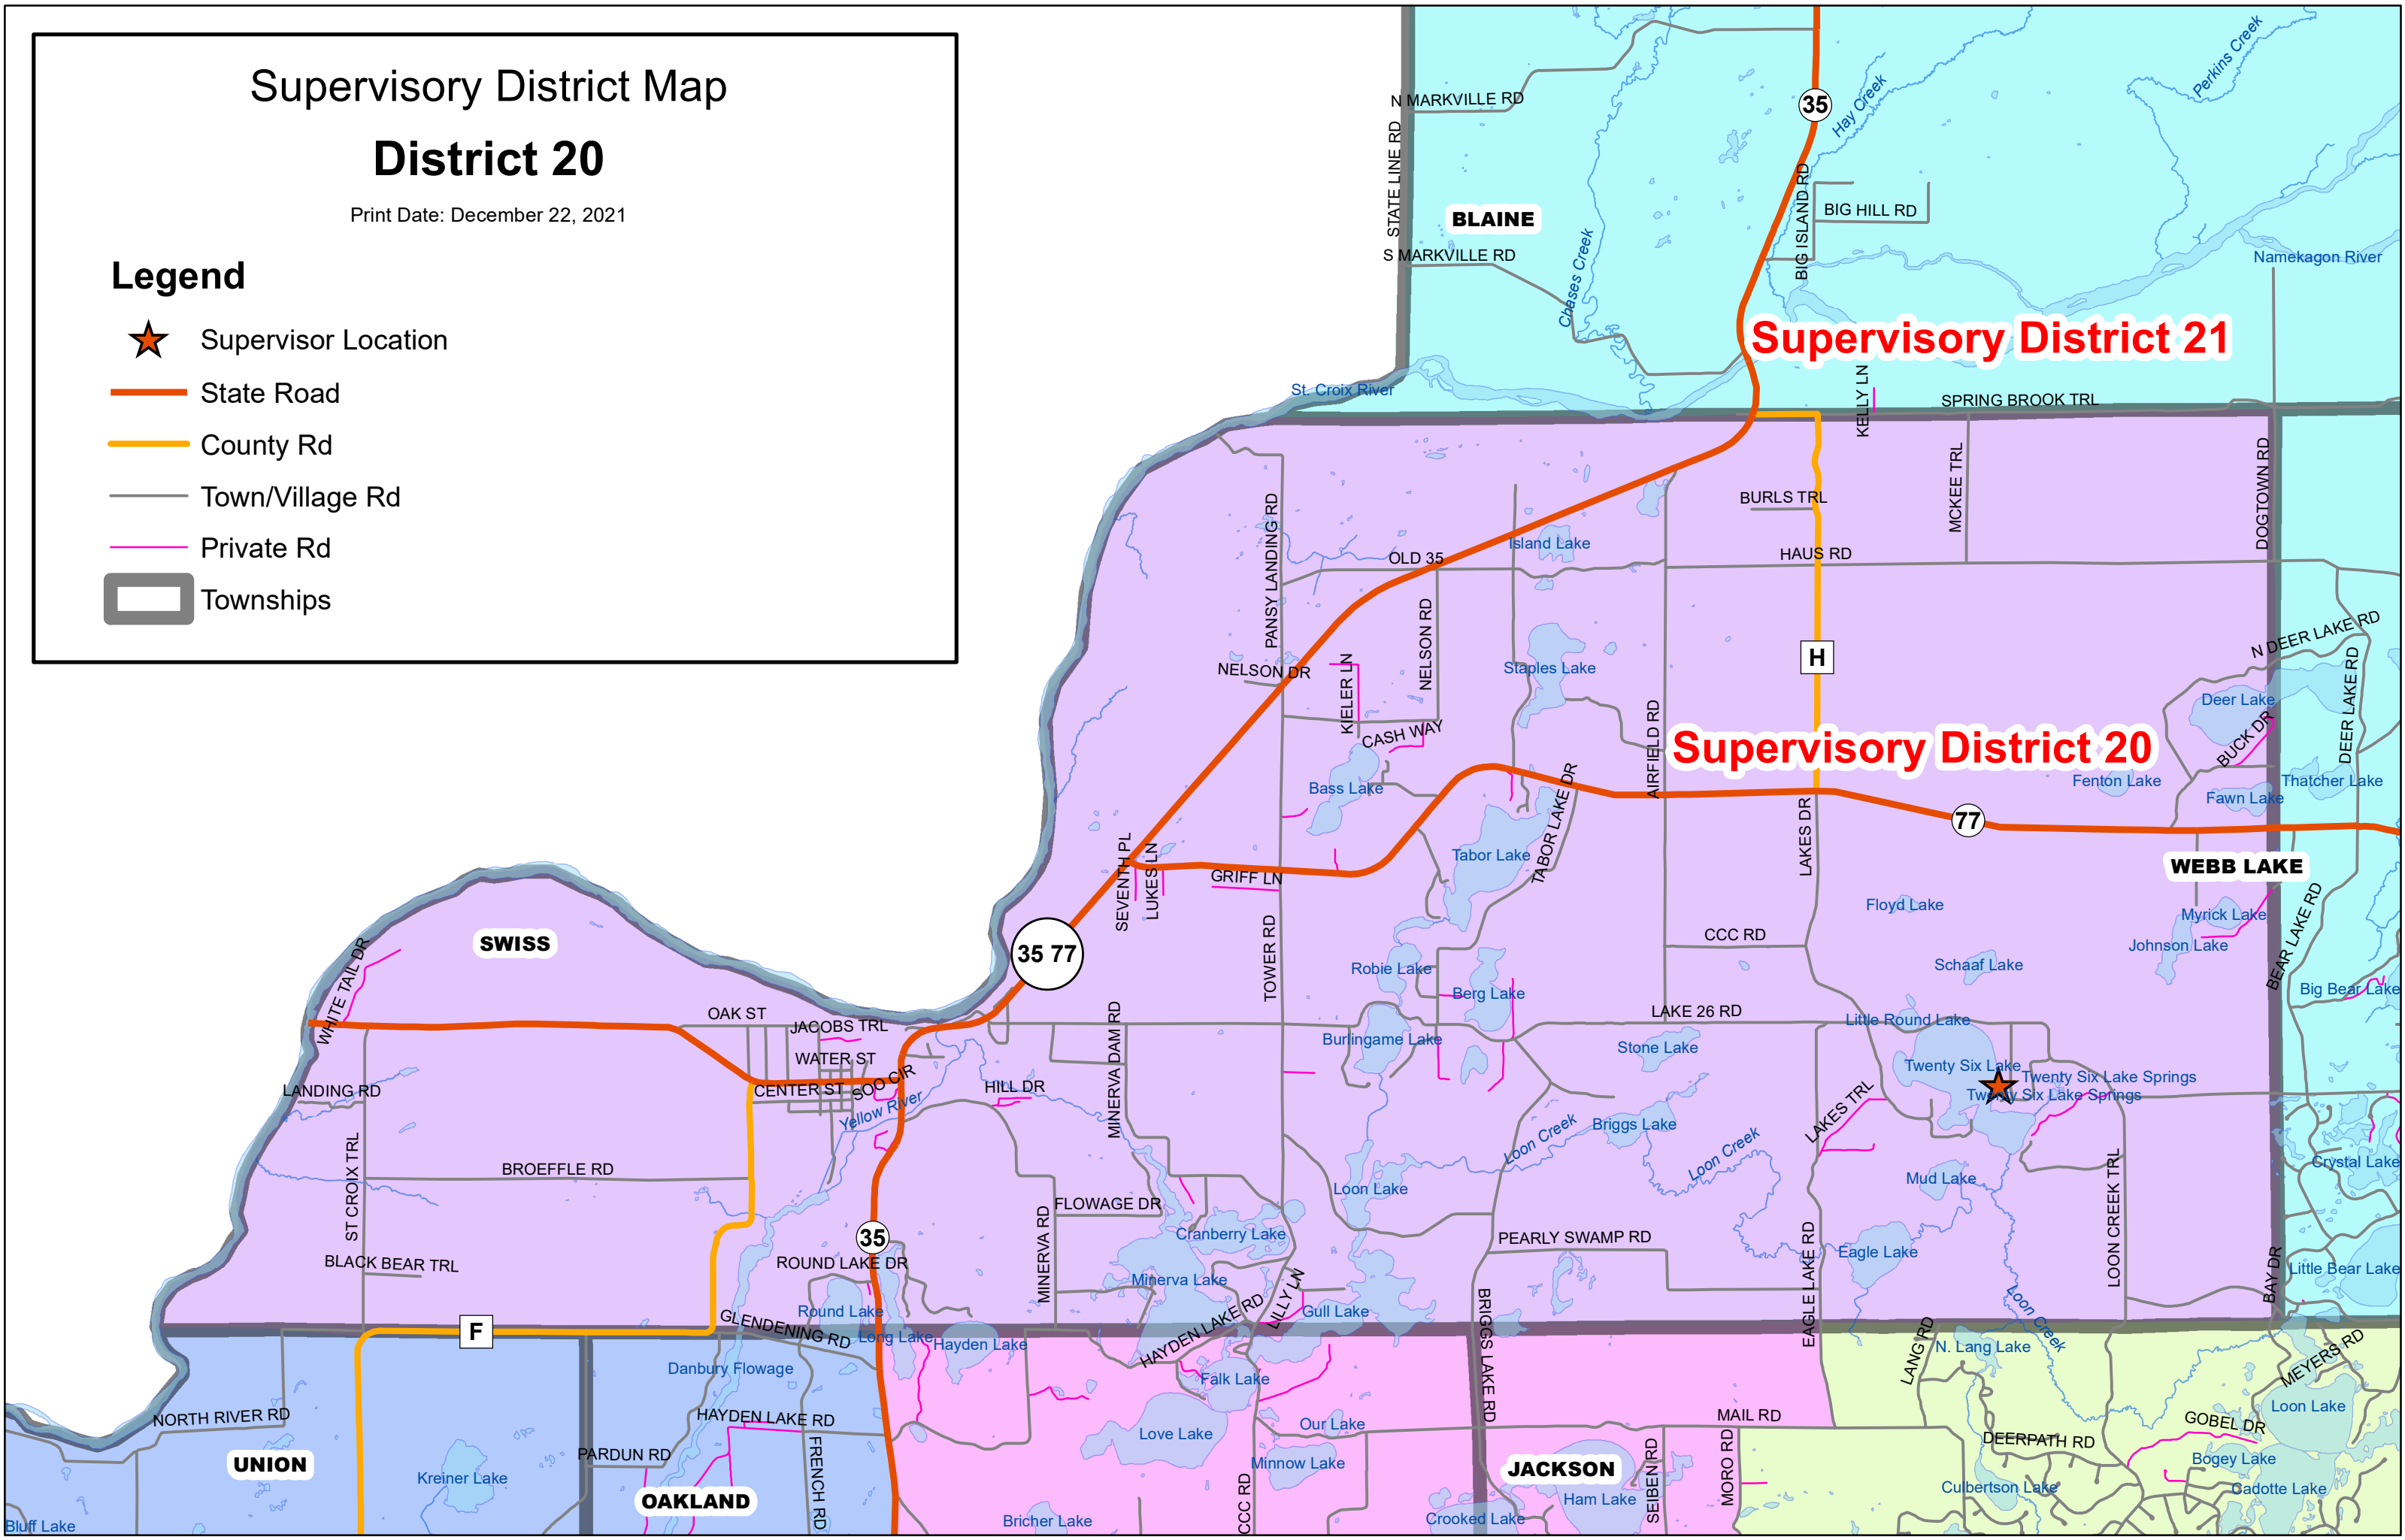 Supervisory District Map
District 20
Print Date: December 22, 2021
Legend
Supervisor Location
State Road
County Rd
Town/Village Rd
Private Rd
Townships
N MARKVILLE RD
STATE LINE RD
35
Hay Creek
Perkins Creek
BLAINE
BIG ISLAND RD
BIG HILL RD
S MARKVILLE RD
Chases Creek
Namekagon River
Supervisory District 21
St. Croix River
KELLY LN
SPRING BROOK TRL
PANSY LANDING RD
BURLS TRL
MCKEE TRL
DOGTOWN RD
Island Lake
OLD 35
HAUS RD
NELSON RD
H
N DEER LAKE RD
NELSON DR
KIELER LN
Staples Lake
Deer Lake
DEER LAKE RD
CASH WAY
AIRFIELD RD
Supervisory District 20
BUCK DR
Bass Lake
Fenton Lake
Thatcher Lake
Fawn Lake
TABOR LAKE DR
LAKES DR
77
SEVENTH PL
LUKES LN
GRIFF LN
Tabor Lake
WEBB LAKE
SWISS
WHITE TAIL DR
35 77
TOWER RD
Floyd Lake
Myrick Lake
BEAR LAKE RD
CCC RD
Johnson Lake
Robie Lake
Schaaf Lake
Berg Lake
Big Bear Lake
OAK ST
JACOBS TRL
MINERVA DAM RD
LAKE 26 RD
Little Round Lake
Burlingame Lake
Stone Lake
WATER ST
Twenty Six Lake
Twenty Six Lake Springs
Twenty Six Lake Springs
LANDING RD
CENTER ST
SOO CIR
HILL DR
Yellow River
LAKES TRL
Briggs Lake
Loon Creek
Loon Creek
BROEFFLE RD
ST CROIX TRL
Crystal Lake
Loon Lake
Mud Lake
FLOWAGE DR
MINERVA RD
LOON CREEK TRL
Cranberry Lake
35
PEARLY SWAMP RD
EAGLE LAKE RD
Eagle Lake
BLACK BEAR TRL
ROUND LAKE DR
Minerva Lake
BAY DR
Little Bear Lake
Round Lake
LILLY LN
Gull Lake
BRIGGS LAKE RD
Loon Creek
F
GLENDENING RD
Long Lake
Hayden Lake
HAYDEN LAKE RD
LANG RD
N. Lang Lake
MEYERS RD
Danbury Flowage
Falk Lake
Loon Lake
NORTH RIVER RD
HAYDEN LAKE RD
Our Lake
MAIL RD
GOBEL DR
Love Lake
DEERPATH RD
UNION
PARDUN RD
FRENCH RD
Minnow Lake
JACKSON
SEIBEN RD
MORO RD
Bogey Lake
Kreiner Lake
OAKLAND
CCC RD
Ham Lake
Culbertson Lake
Cadotte Lake
Bluff Lake
Bricher Lake
Crooked Lake